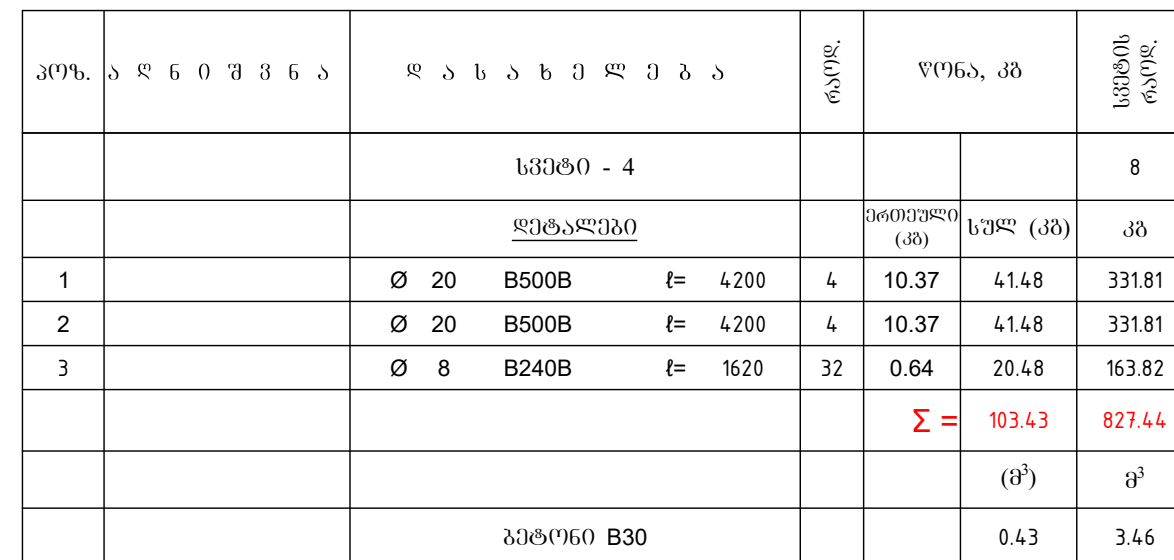 პოზ. ა ღ ნ ი შ ვ ნ ა დ ა ს ა ხ ე ლ ე ბ ა რაოდ. წონა, კგ სვეტის რაოდ.
სვეტი - 4 8
დეტალები ერთეული (კგ) სულ (კგ) კგ
1 Ø 20 B500B ℓ= 4200 4 10.37 41.48 331.81
2 Ø 20 B500B ℓ= 4200 4 10.37 41.48 331.81
3 Ø 8 B240B ℓ= 1620 32 0.64 20.48 163.82
Σ = 103.43 827.44
(მ³) მ³
ბეტონი B30 0.43 3.46